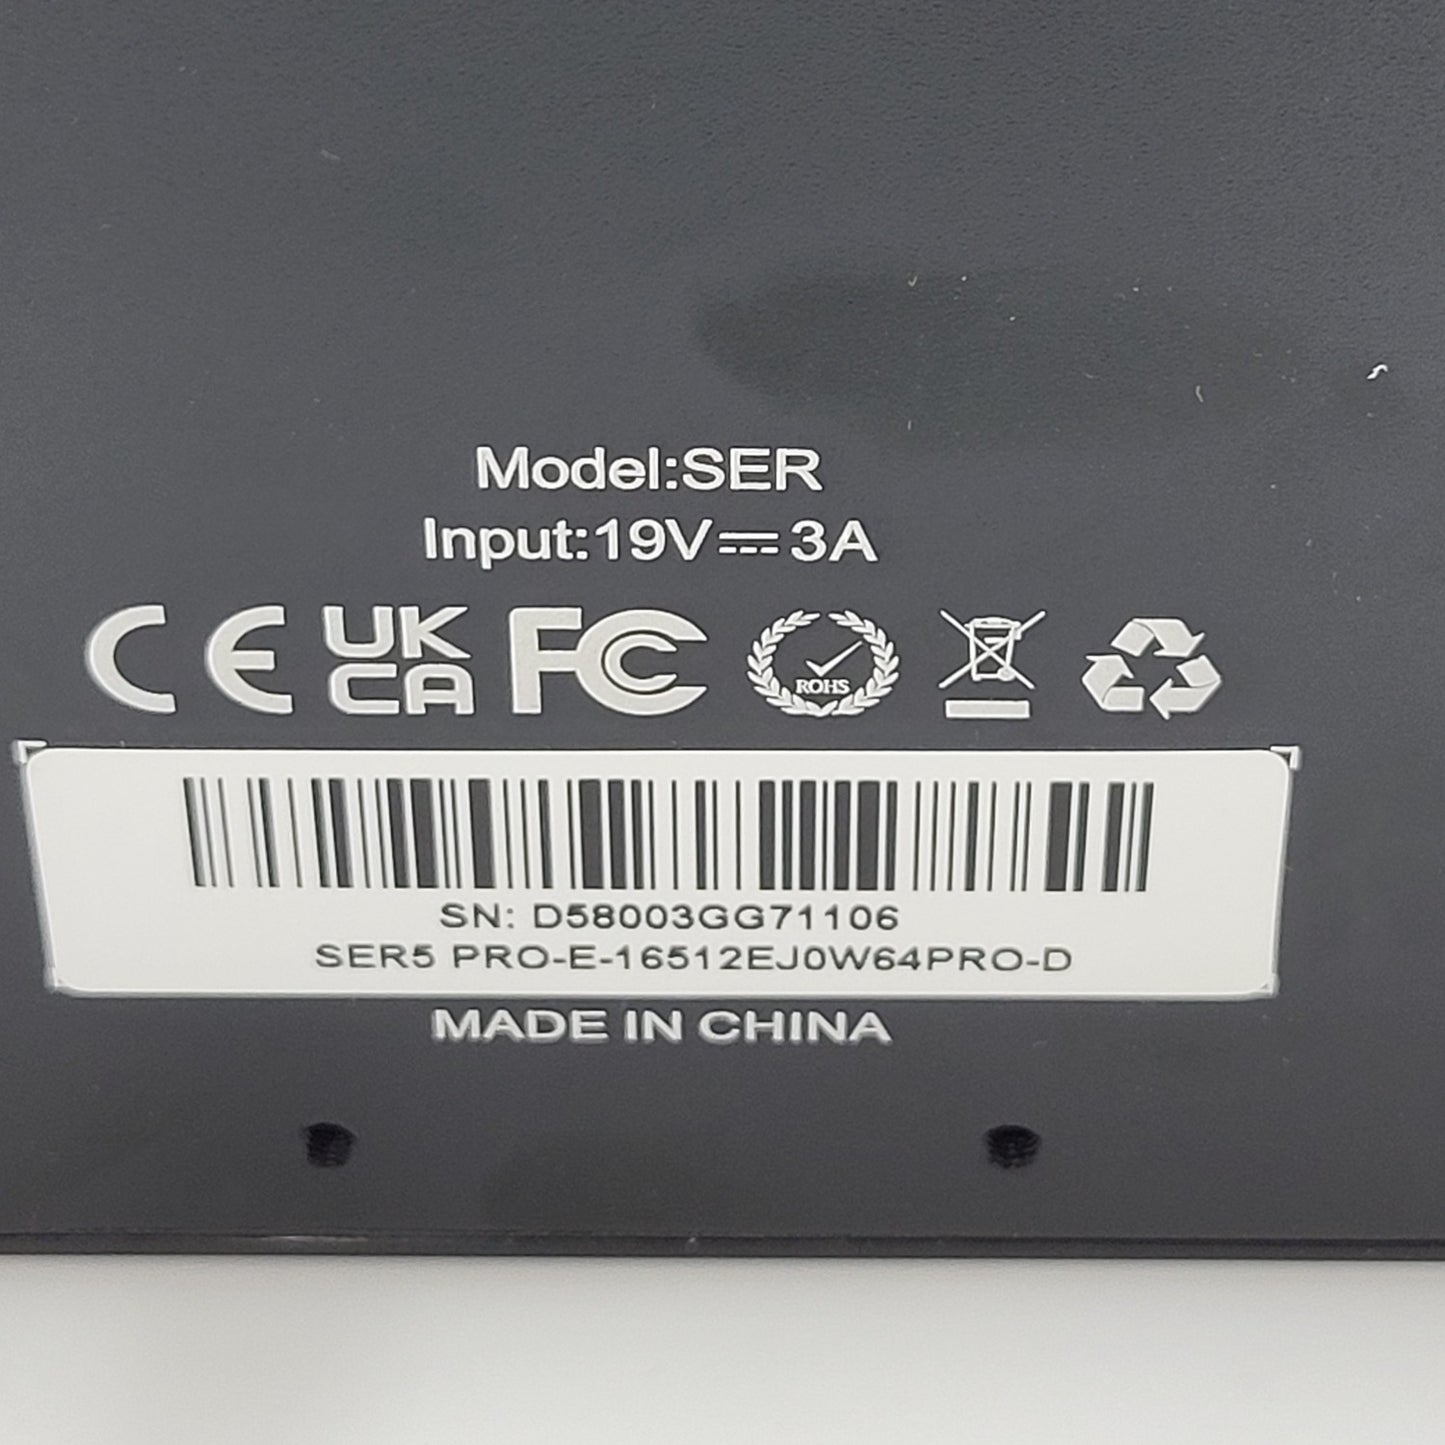 Model:SER
Input:19V⎓3A
CE UK CA FC ROHS
SN: D58003GG71106
SER5 PRO-E-16512EJ0W64PRO-D
MADE IN CHINA